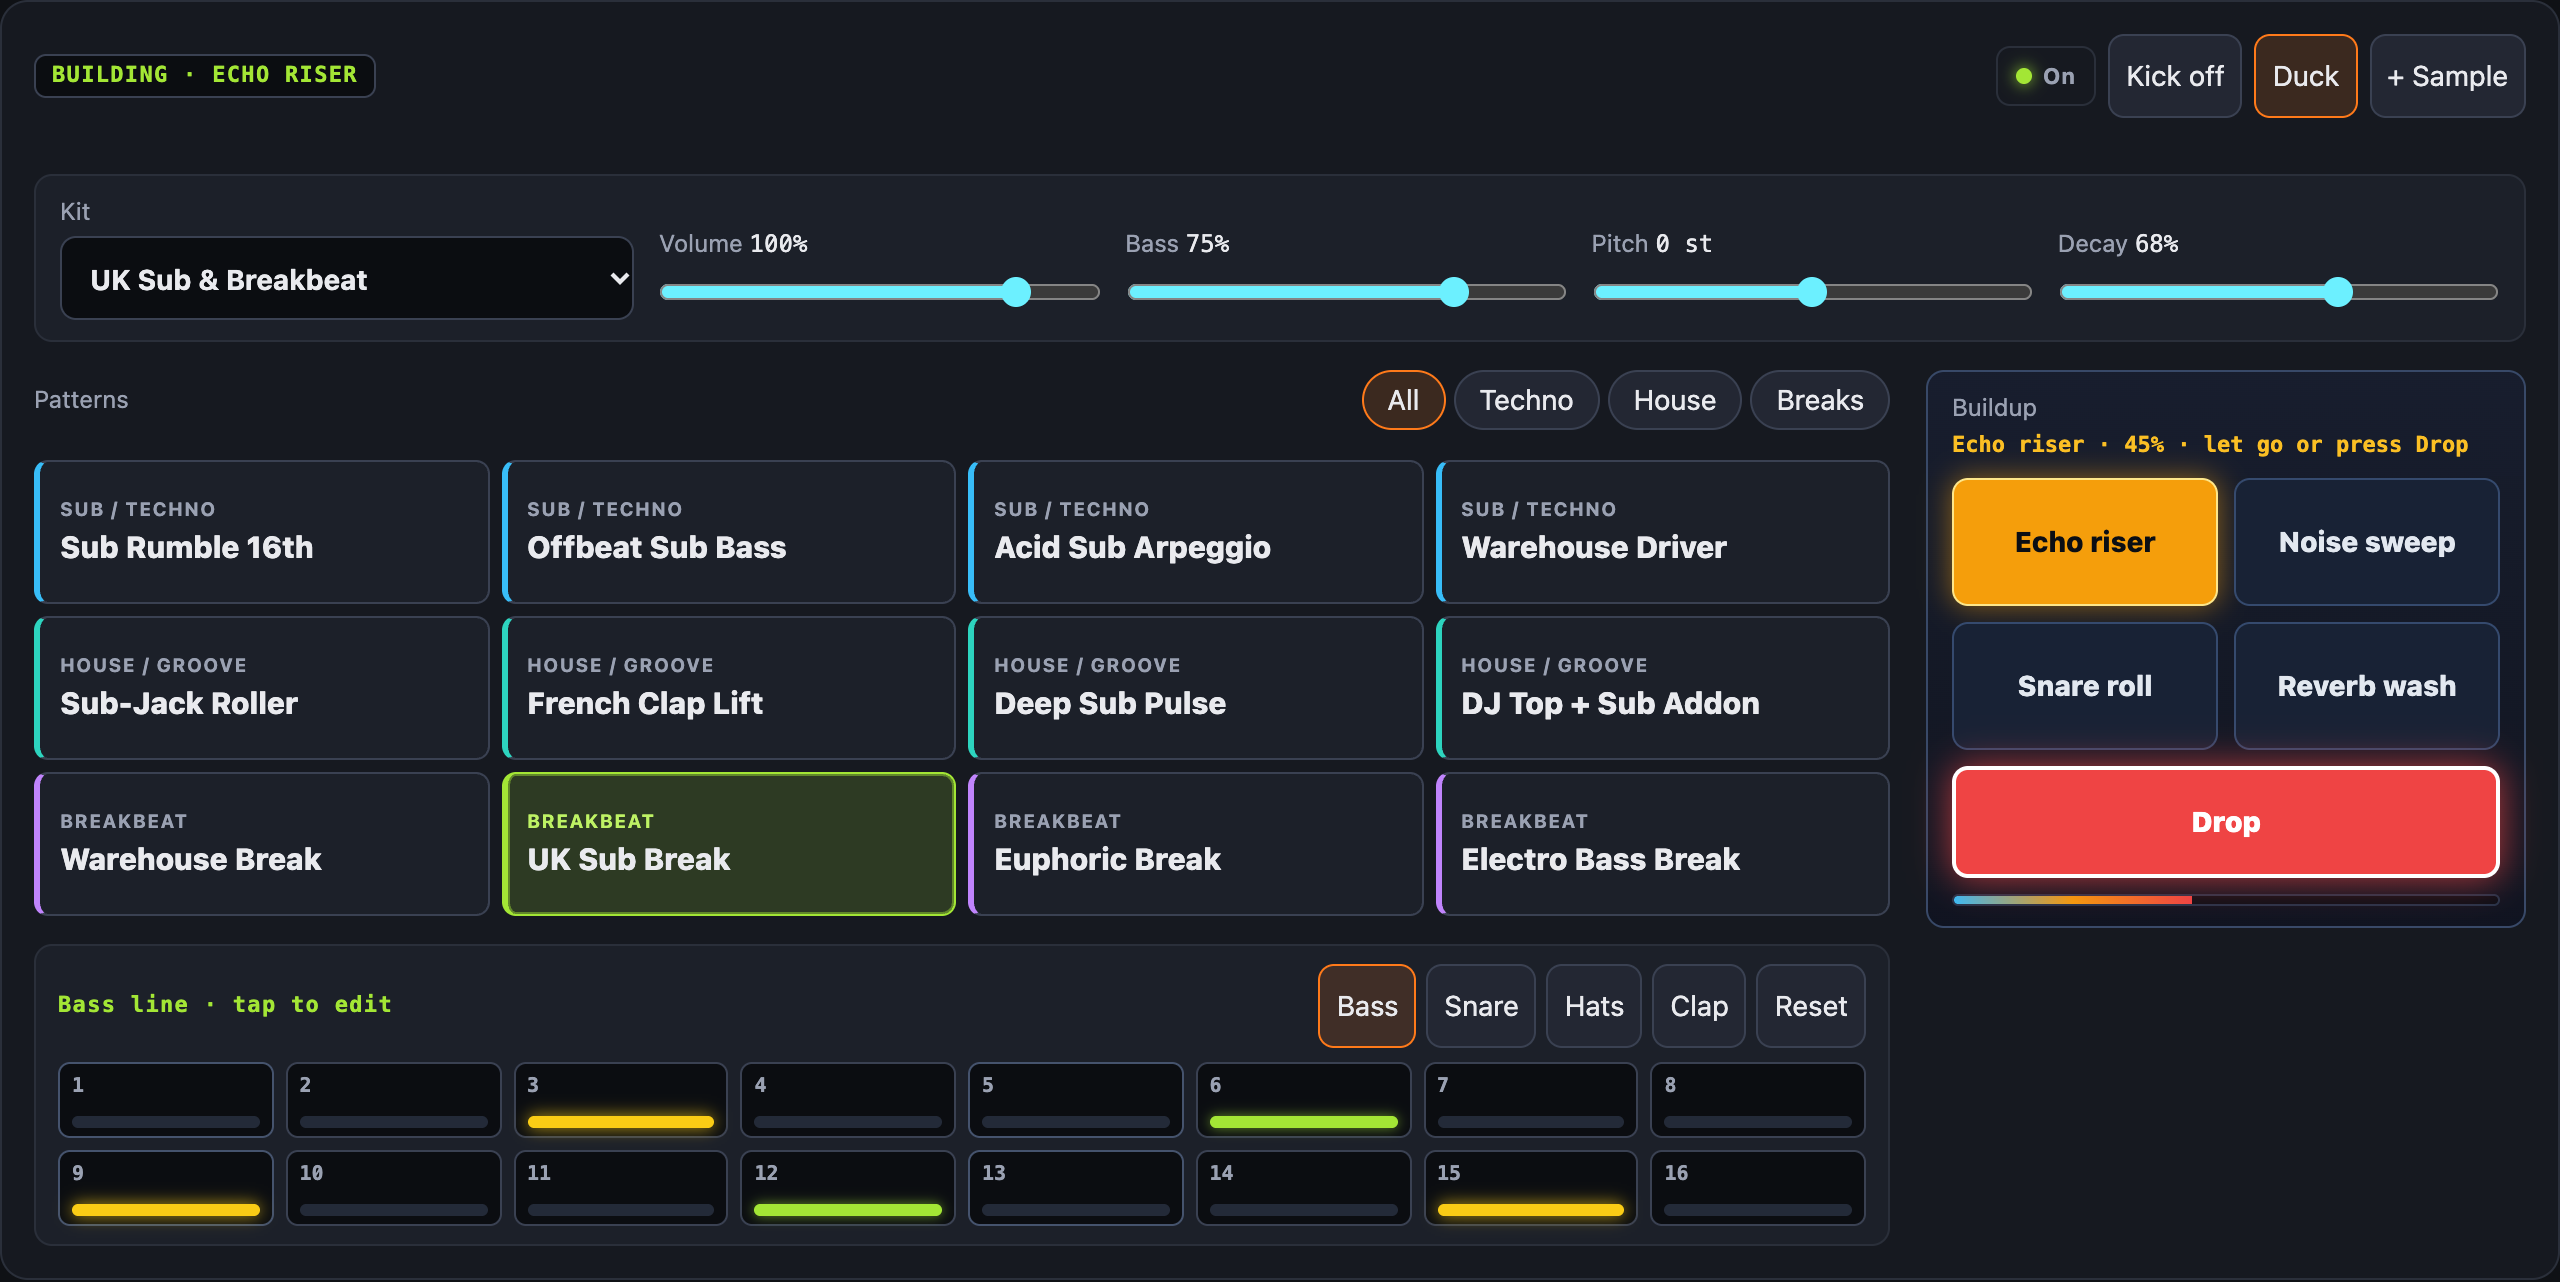 BUILDING · ECHO RISER
On
Kick off
Duck
+ Sample
Kit
UK Sub & Breakbeat
Volume 100%
Bass 75%
Pitch 0 st
Decay 68%
Patterns
All
Techno
House
Breaks
SUB / TECHNO
Sub Rumble 16th
SUB / TECHNO
Offbeat Sub Bass
SUB / TECHNO
Acid Sub Arpeggio
SUB / TECHNO
Warehouse Driver
HOUSE / GROOVE
Sub-Jack Roller
HOUSE / GROOVE
French Clap Lift
HOUSE / GROOVE
Deep Sub Pulse
HOUSE / GROOVE
DJ Top + Sub Addon
BREAKBEAT
Warehouse Break
BREAKBEAT
UK Sub Break
BREAKBEAT
Euphoric Break
BREAKBEAT
Electro Bass Break
Buildup
Echo riser · 45% · let go or press Drop
Echo riser
Noise sweep
Snare roll
Reverb wash
Drop
Bass line · tap to edit
Bass
Snare
Hats
Clap
Reset
1
2
3
4
5
6
7
8
9
10
11
12
13
14
15
16